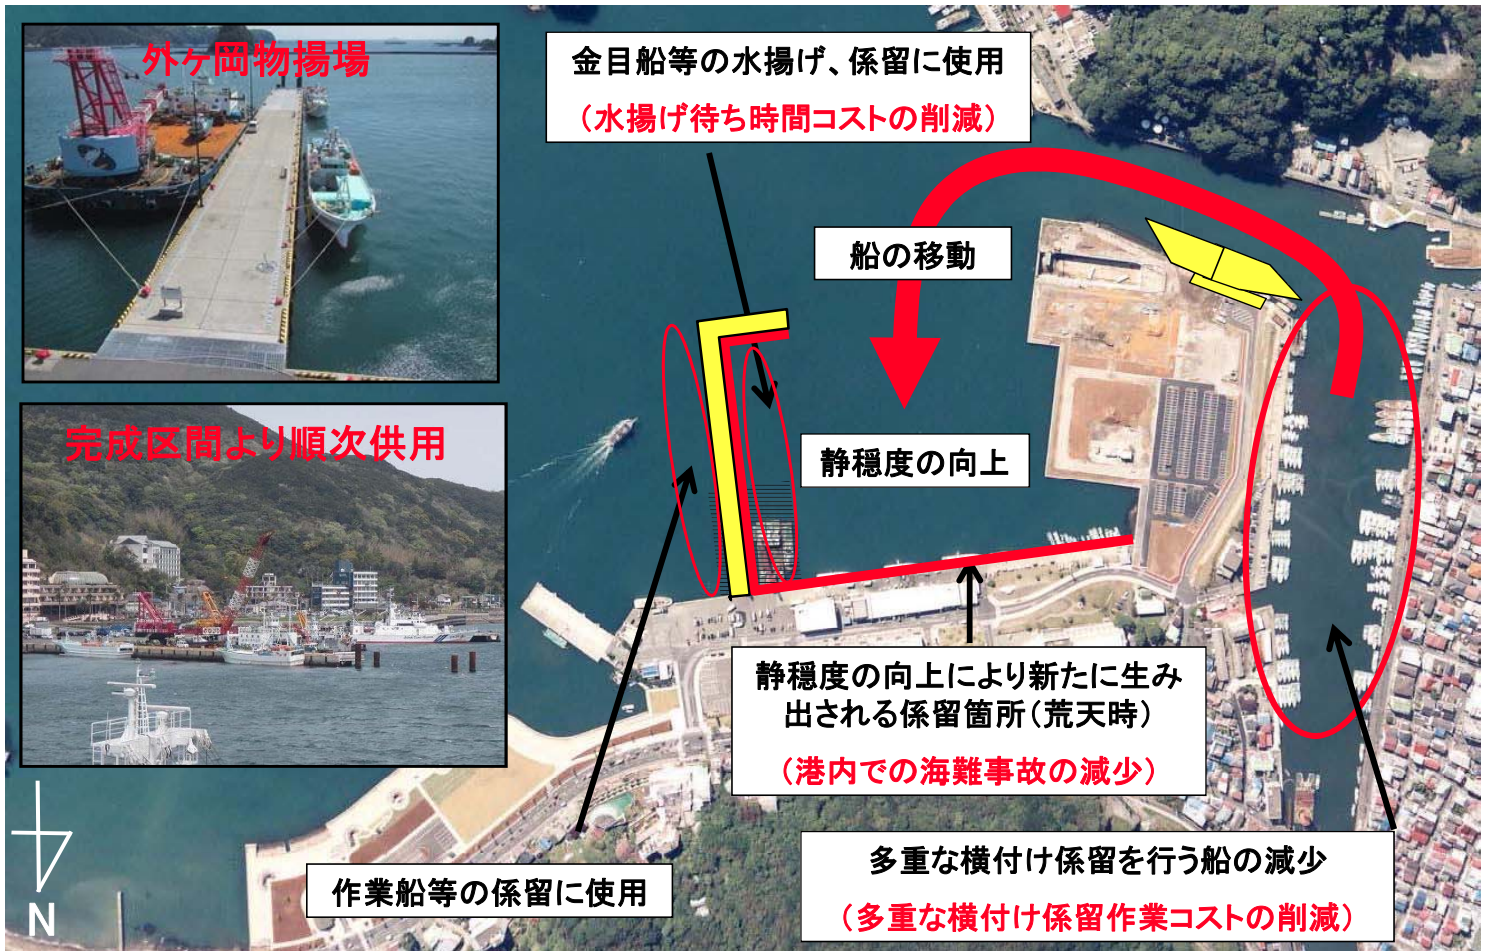 外ヶ岡物揚場
金目船等の水揚げ、係留に使用
（水揚げ待ち時間コストの削減）
船の移動
完成区間より順次供用
静穏度の向上
静穏度の向上により新たに生み
出される係留箇所（荒天時）
（港内での海難事故の減少）
作業船等の係留に使用
多重な横付け係留を行う船の減少
（多重な横付け係留作業コストの削減）
N